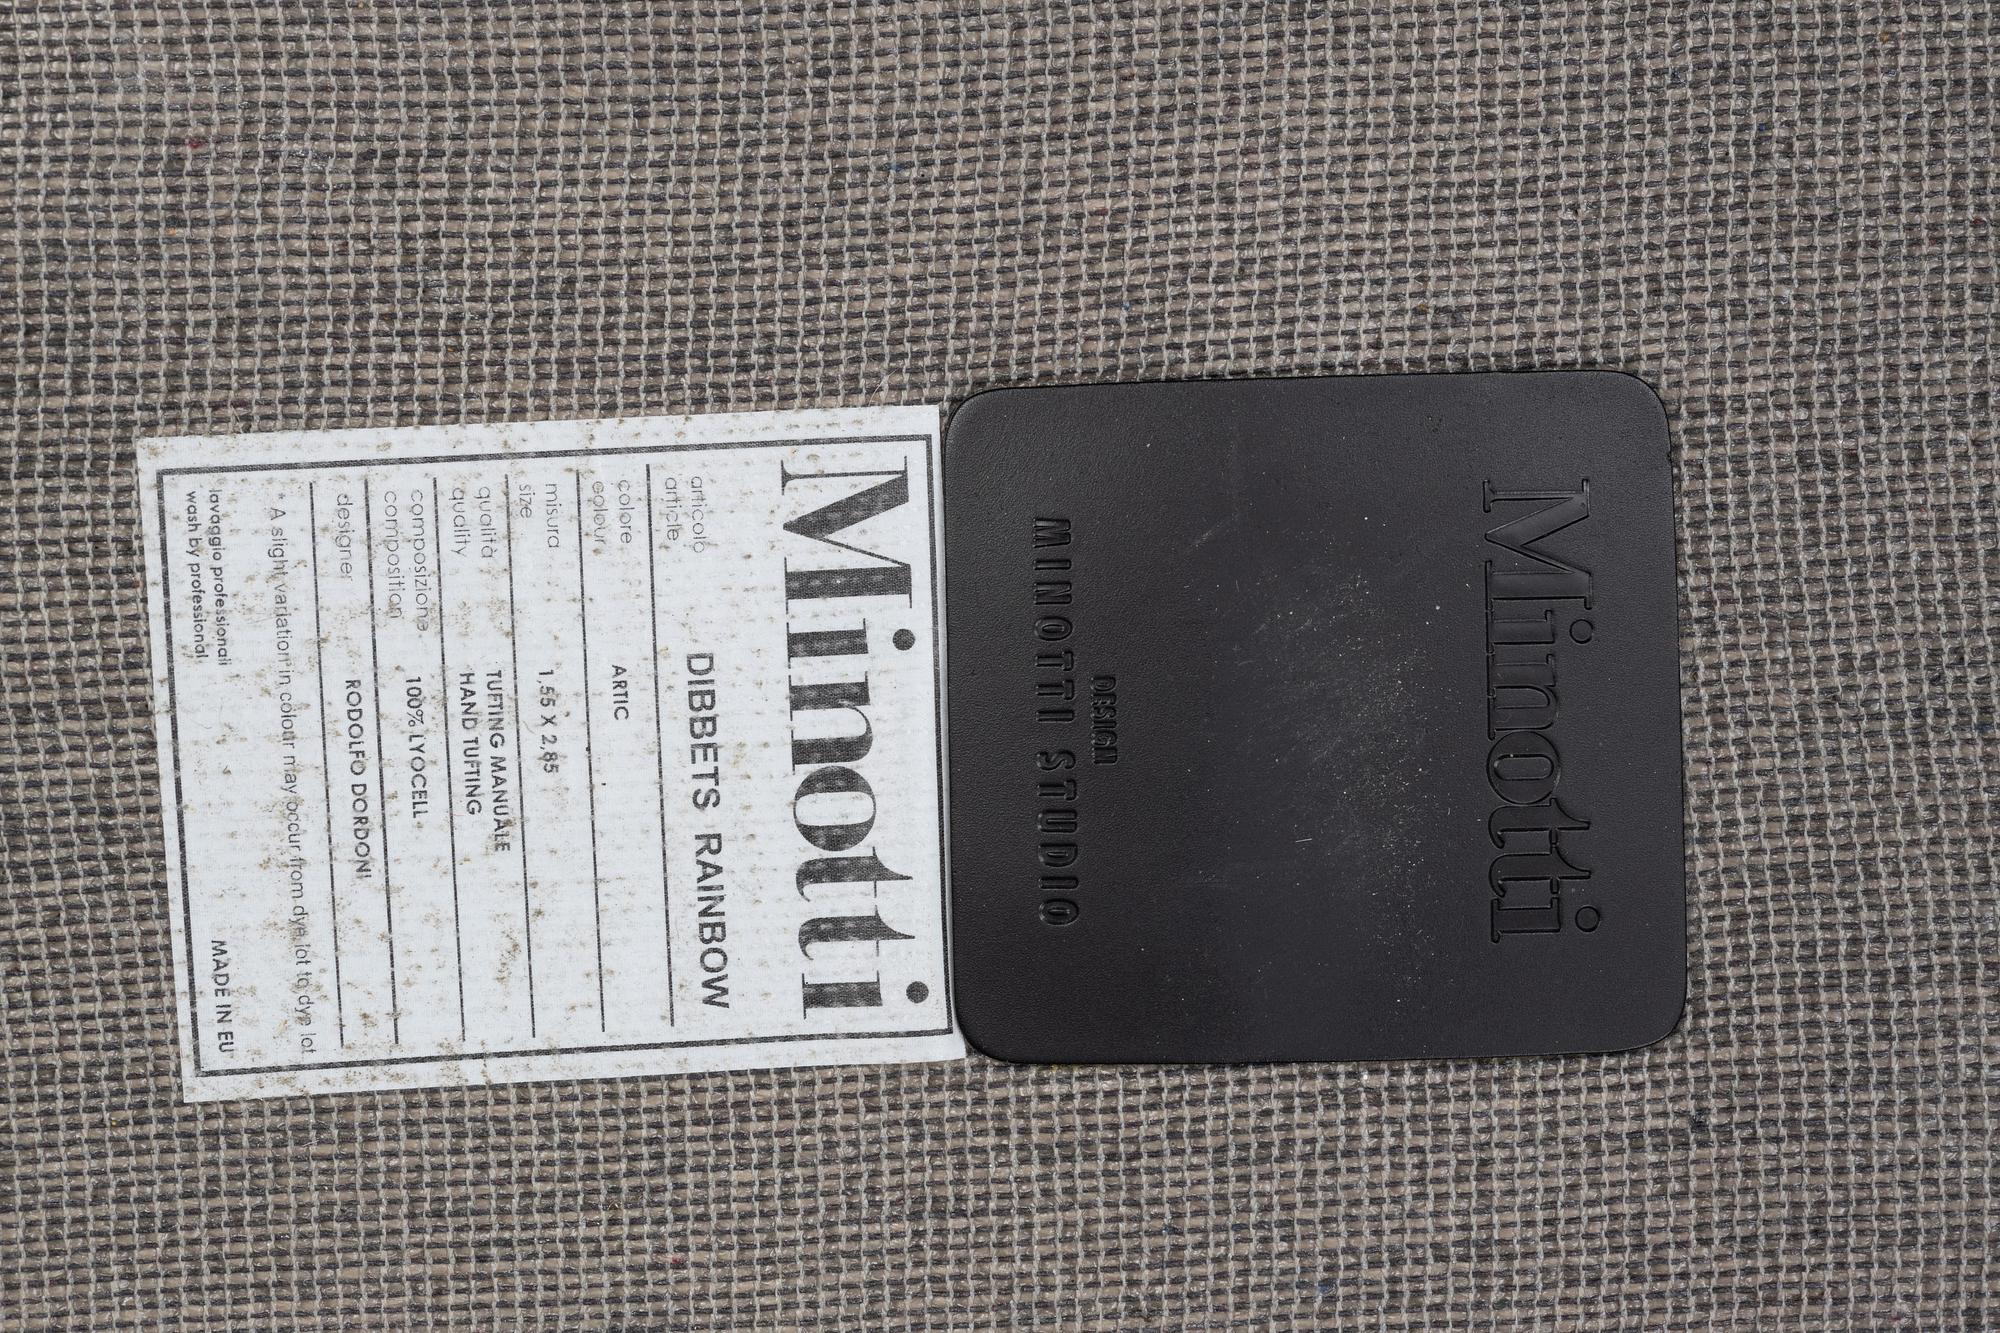 Minotti
DESIGN
MINOTTI STUDIO
Minotti
articolo
article
DIBBETS RAINBOW
colore
colour
ARTIC
misura
size
1,55 X 2,85
qualità
quality
TUFTING MANUALE
HAND TUFTING
composizione
composition
100% LYOCELL
designer
RODOLFO DORDONI
* A slight variation in colour may occur from dye lot to dye lot
lavaggio professionali
wash by professional
MADE IN EU